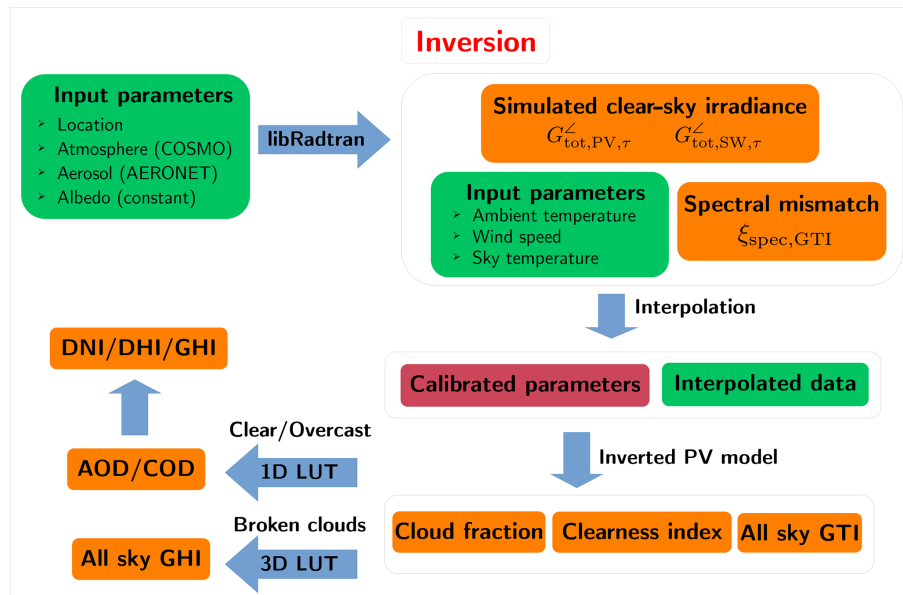 Inversion
Input parameters
➢ Location
➢ Atmosphere (COSMO)
➢ Aerosol (AERONET)
➢ Albedo (constant)
libRadtran
Simulated clear–sky irradiance
G∠tot,PV,τ G∠tot,SW,τ
Input parameters
➢ Ambient temperature
➢ Wind speed
➢ Sky temperature
Spectral mismatch
ξspec,GTI
Interpolation
Calibrated parameters
Interpolated data
Inverted PV model
Cloud fraction
Clearness index
All sky GTI
Clear/Overcast
1D LUT
AOD/COD
DNI/DHI/GHI
Broken clouds
3D LUT
All sky GHI